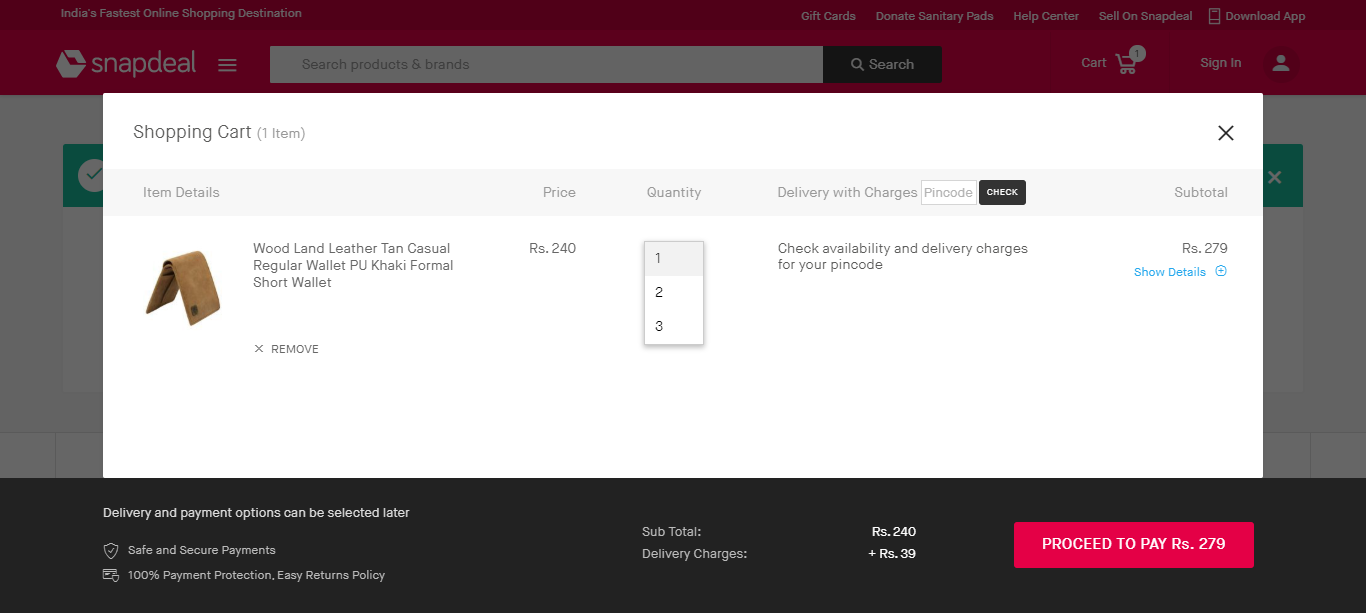 India's Fastest Online Shopping Destination
Gift Cards Donate Sanitary Pads Help Center Sell On Snapdeal Download App
snapdeal
Search products & brands
Search
Cart 1
Sign In
Shopping Cart (1 Item)
Item Details Price Quantity Delivery with Charges Pincode CHECK Subtotal
Wood Land Leather Tan Casual
Regular Wallet PU Khaki Formal
Short Wallet
REMOVE
Rs. 240
1
2
3
Check availability and delivery charges
for your pincode
Rs. 279
Show Details
Delivery and payment options can be selected later
Safe and Secure Payments
100% Payment Protection, Easy Returns Policy
Sub Total: Rs. 240
Delivery Charges: + Rs. 39
PROCEED TO PAY Rs. 279